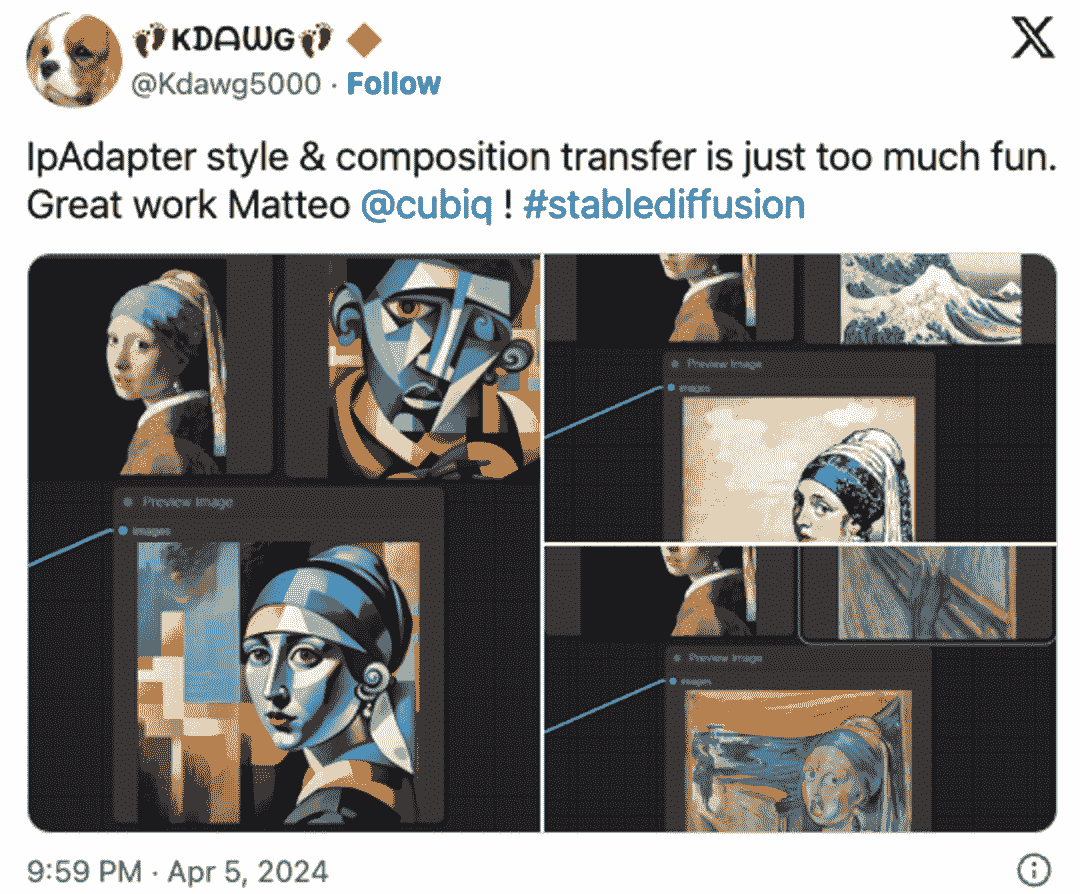 👣KDAWG👣 🔶
@Kdawg5000 · Follow
IpAdapter style & composition transfer is just too much fun.
Great work Matteo @cubiq ! #stablediffusion
Preview Image
images
Preview Image
images
Preview Image
images
9:59 PM · Apr 5, 2024